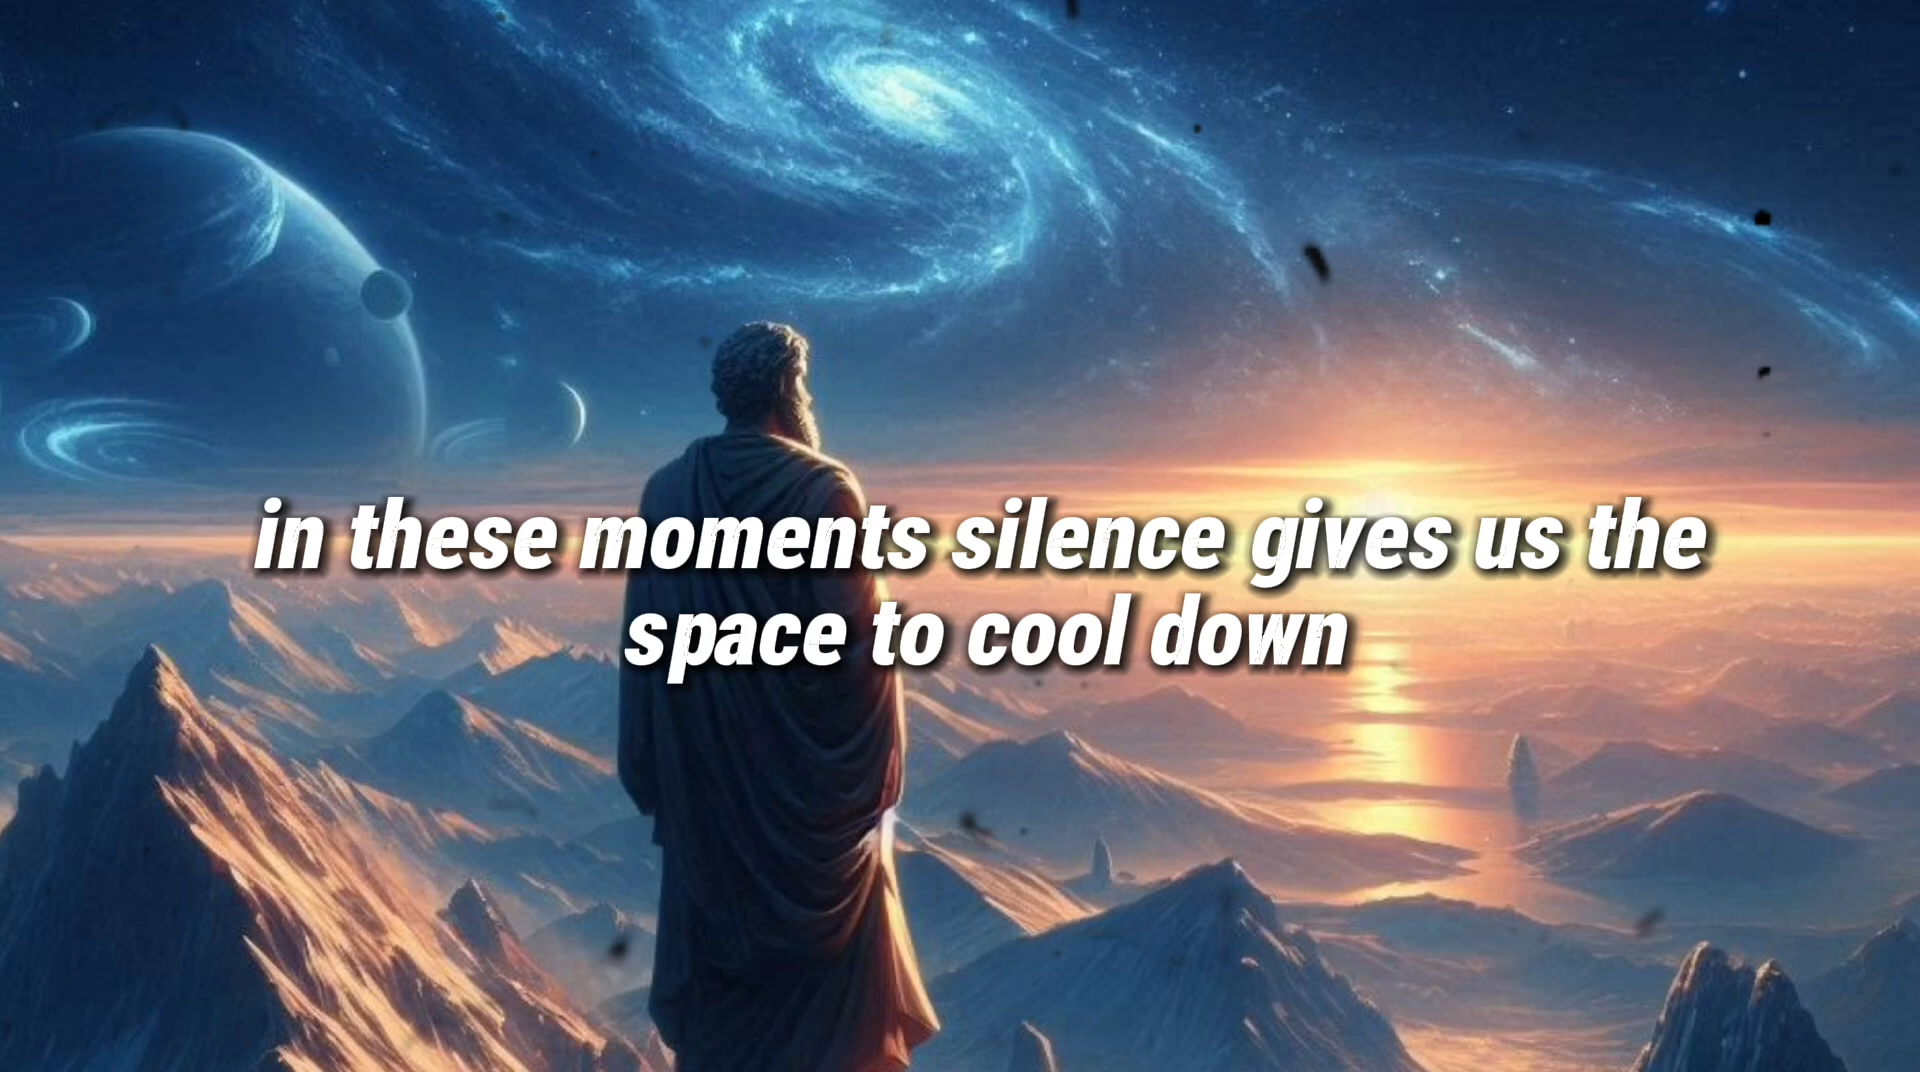 in these moments silence gives us the
space to cool down